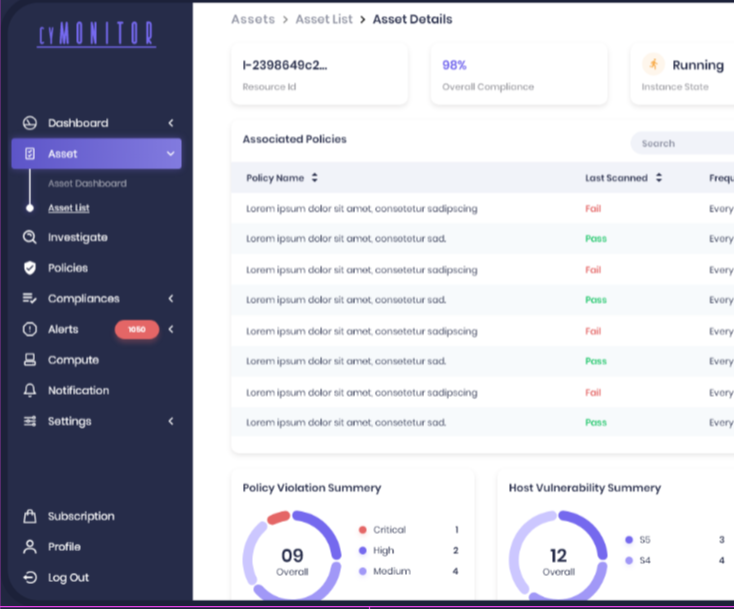 cyMONITOR
Assets > Asset List > Asset Details
I-2398649c2...
Resource Id
98%
Overall Compliance
Running
Instance State
Dashboard
Asset
Asset Dashboard
Asset List
Investigate
Policies
Compliances
Alerts 1050
Compute
Notification
Settings
Subscription
Profile
Log Out
Associated Policies
Search
Policy Name Last Scanned Frequ
Lorem ipsum dolor sit amet, consetetur sadipscing Fail Every
Lorem ipsum dolor sit amet, consetetur sad. Pass Every
Lorem ipsum dolor sit amet, consetetur sadipscing Fail Every
Lorem ipsum dolor sit amet, consetetur sad. Pass Every
Lorem ipsum dolor sit amet, consetetur sadipscing Fail Every
Lorem ipsum dolor sit amet, consetetur sad. Pass Every
Lorem ipsum dolor sit amet, consetetur sadipscing Fail Every
Lorem ipsum dolor sit amet, consetetur sad. Pass Every
Policy Violation Summary
09
Overall
Critical 1
High 2
Medium 4
Host Vulnerability Summary
12
Overall
S5 3
S4 4